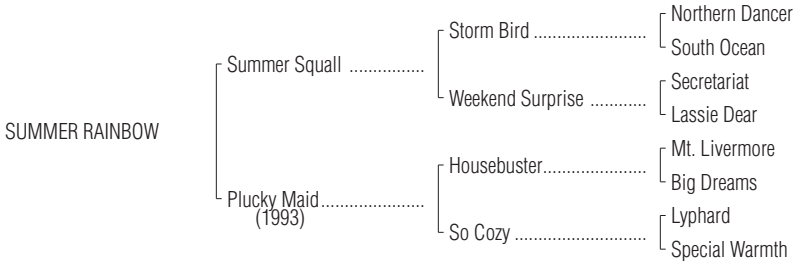 Northern Dancer
Storm Bird ........................
South Ocean
Summer Squall ................
Secretariat
Weekend Surprise ............
Lassie Dear
SUMMER RAINBOW
Mt. Livermore
Housebuster......................
Big Dreams
Plucky Maid......................
(1993)
Lyphard
So Cozy ............................
Special Warmth